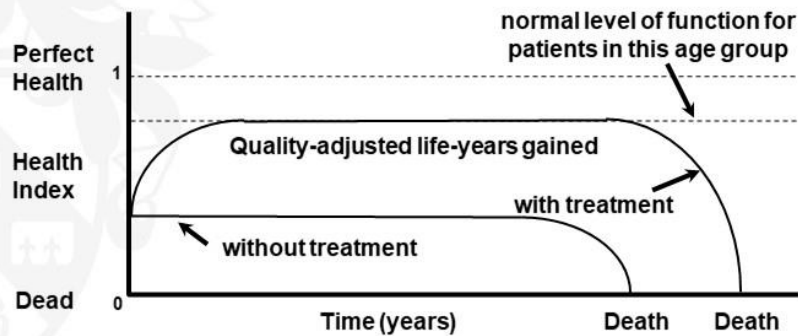 normal level of function for
patients in this age group
Perfect
Health
1
Quality-adjusted life-years gained
Health
Index
with treatment
without treatment
Dead
0
Time (years)
Death
Death